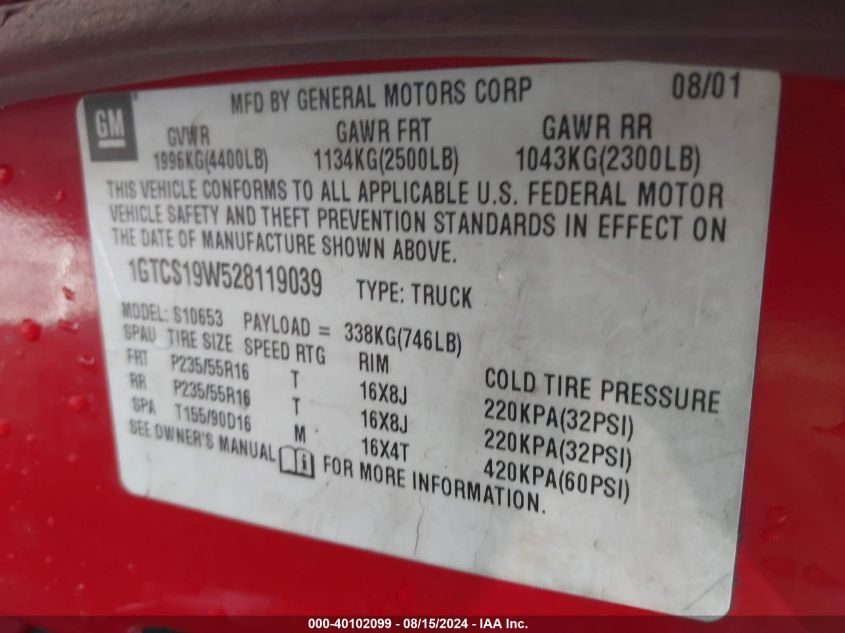 GM
MFD BY GENERAL MOTORS CORP 08/01
GVWR GAWR FRT GAWR RR
1996KG(4400LB) 1134KG(2500LB) 1043KG(2300LB)
THIS VEHICLE CONFORMS TO ALL APPLICABLE U.S. FEDERAL MOTOR
VEHICLE SAFETY AND THEFT PREVENTION STANDARDS IN EFFECT ON
THE DATE OF MANUFACTURE SHOWN ABOVE.
1GTCS19W528119039 TYPE: TRUCK
MODEL: S10653 PAYLOAD = 338KG(746LB)
SPAU TIRE SIZE SPEED RTG RIM COLD TIRE PRESSURE
FRT P235/55R16 T 16X8J 220KPA(32PSI)
RR P235/55R16 T 16X8J 220KPA(32PSI)
SPA T155/90D16 M 16X4T 420KPA(60PSI)
SEE OWNER'S MANUAL i FOR MORE INFORMATION.
000-40102099 - 08/15/2024 - IAA Inc.